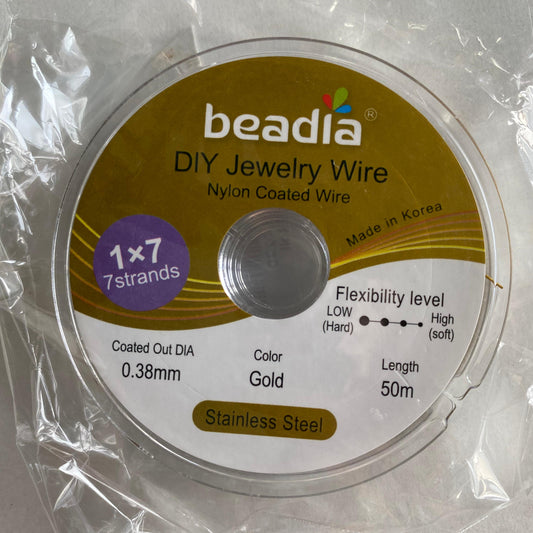 beadia®
DIY Jewelry Wire
Nylon Coated Wire
Made in Korea
1×7
7strands
Flexibility level
LOW
(Hard)
High
(soft)
Coated Out DIA
0.38mm
Color
Gold
Length
50m
Stainless Steel